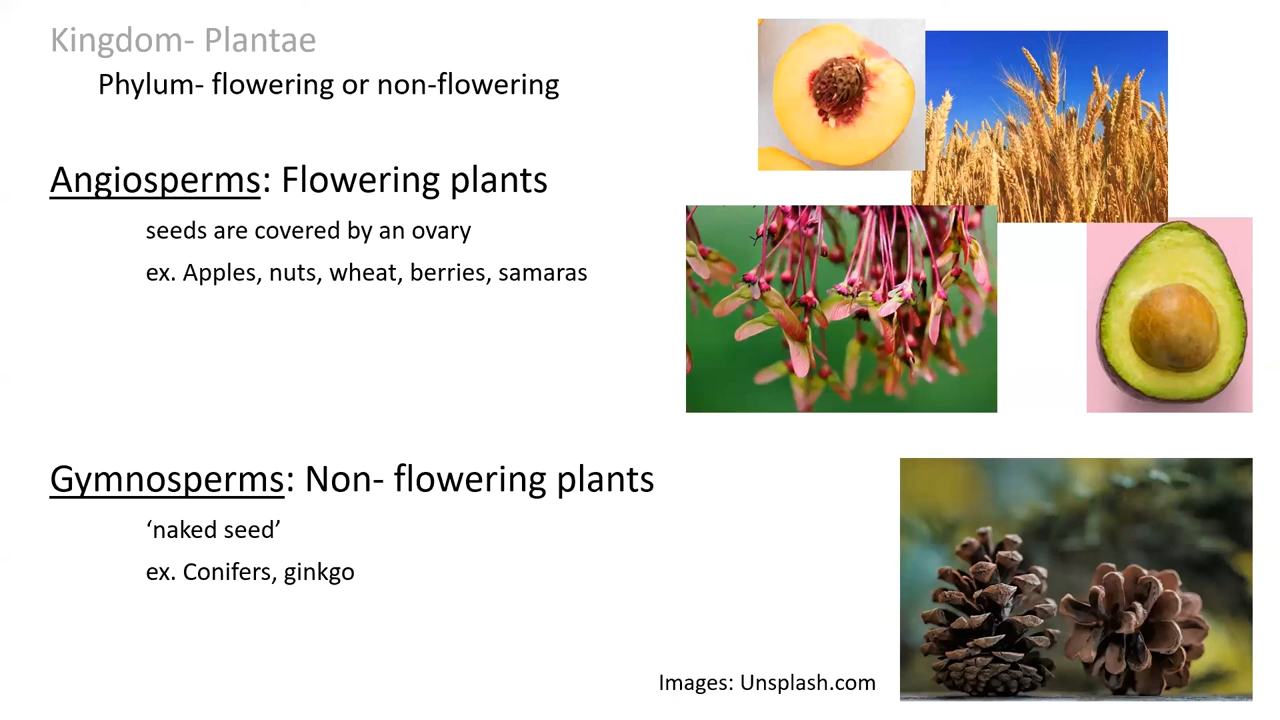 Kingdom- Plantae
Phylum- flowering or non-flowering
Angiosperms: Flowering plants
seeds are covered by an ovary
ex. Apples, nuts, wheat, berries, samaras
Gymnosperms: Non- flowering plants
‘naked seed’
ex. Conifers, ginkgo
Images: Unsplash.com